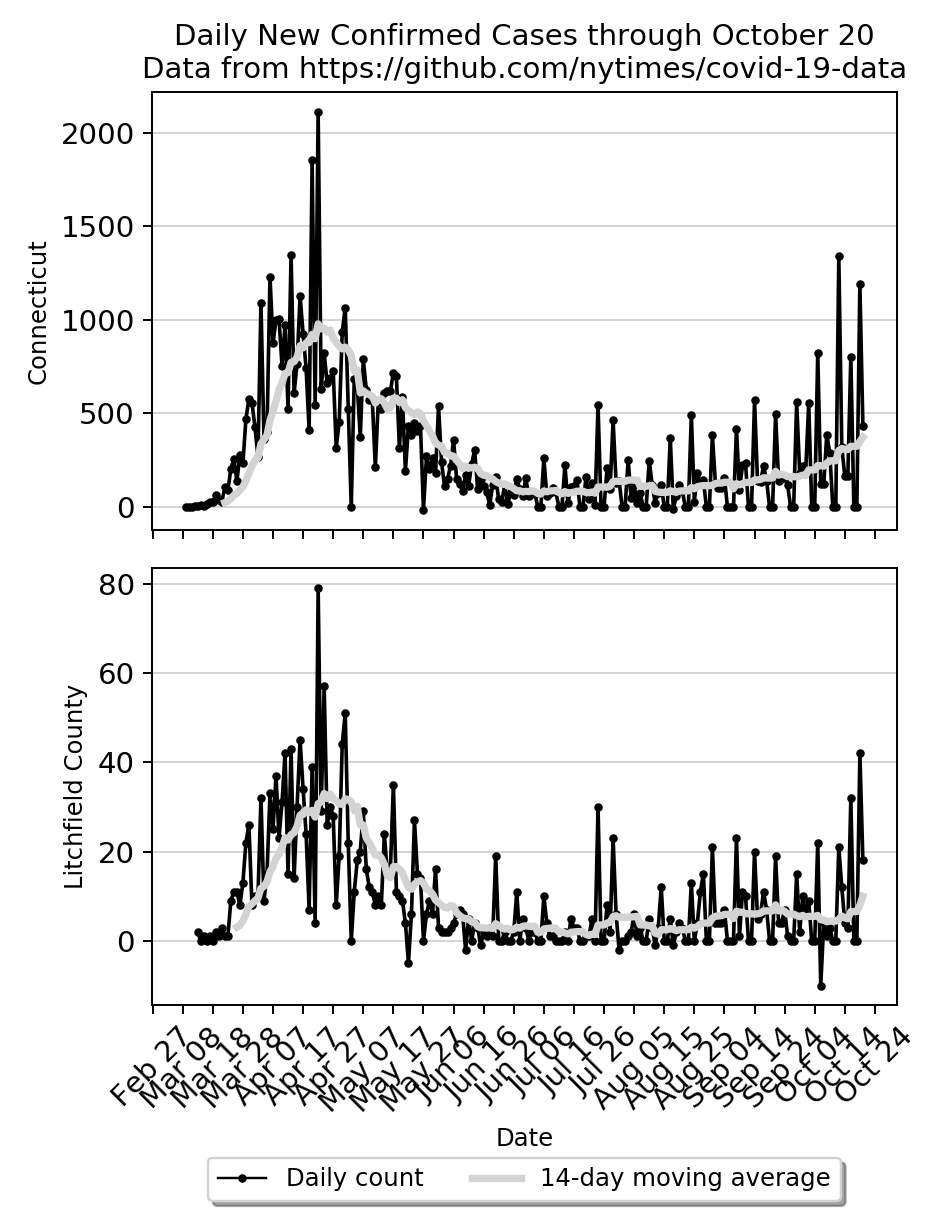 Daily New Confirmed Cases through October 20
Data from https://github.com/nytimes/covid-19-data
Connecticut
2000
1500
1000
500
0
Litchfield County
80
60
40
20
0
Feb 27
Mar 08
Mar 18
Mar 28
Apr 07
Apr 17
Apr 27
May 07
May 17
May 27
Jun 06
Jun 16
Jun 26
Jul 06
Jul 16
Jul 26
Aug 05
Aug 15
Aug 25
Sep 04
Sep 14
Sep 24
Oct 04
Oct 14
Oct 24
Date
Daily count
14-day moving average